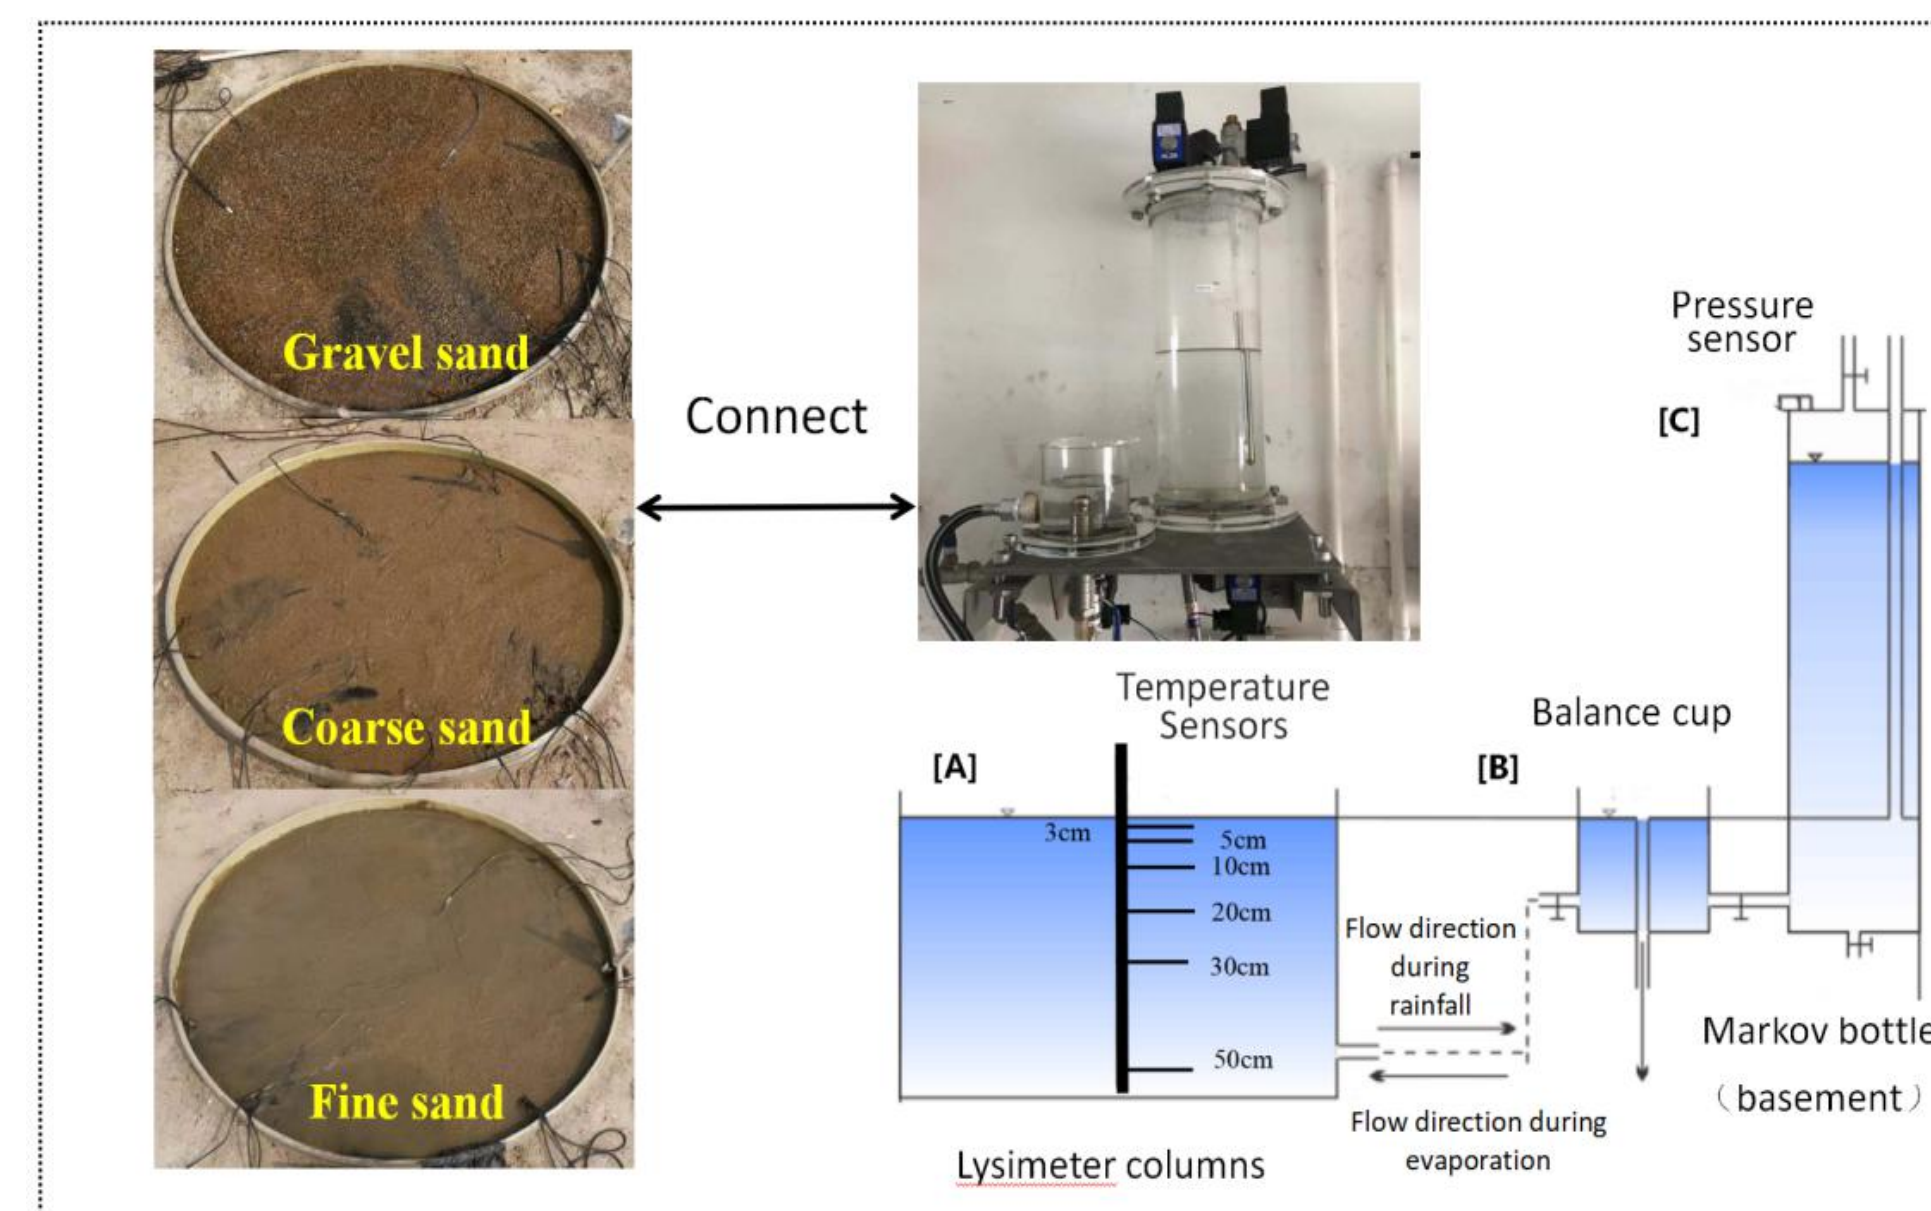 Gravel sand
Coarse sand
Fine sand
Connect
Pressure
sensor
[C]
Temperature
Sensors
Balance cup
[A]
[B]
3cm
5cm
10cm
20cm
30cm
50cm
Flow direction
during
rainfall
Flow direction during
evaporation
Markov bottle
（basement）
Lysimeter columns